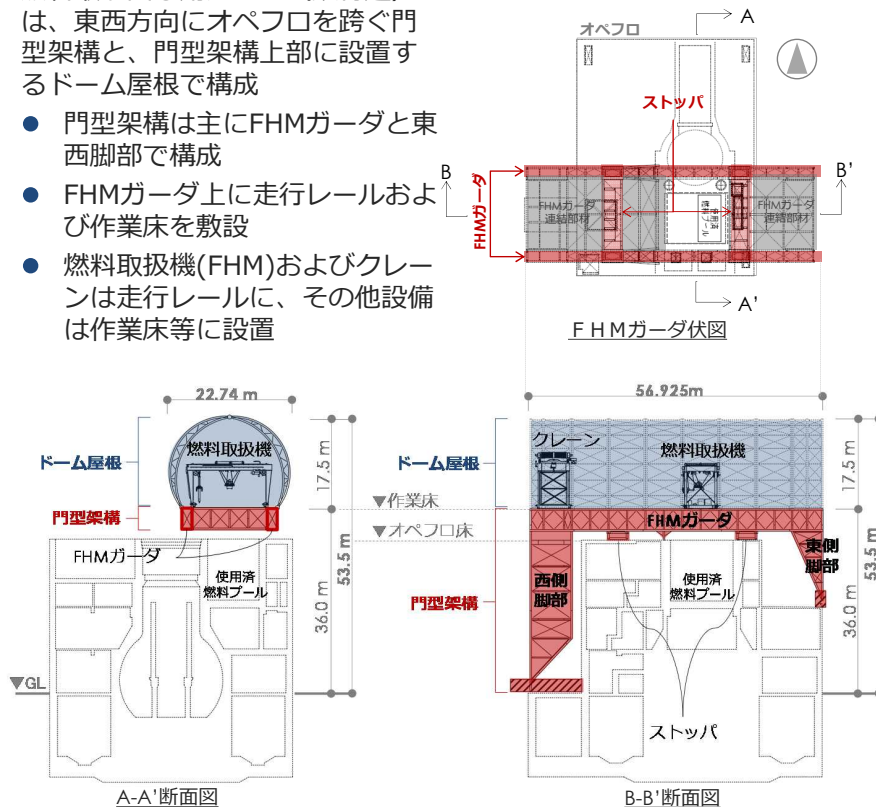 は、東西方向にオペフロを跨ぐ門
型架構と、門型架構上部に設置す
るドーム屋根で構成
● 門型架構は主にFHMガーダと東
西脚部で構成
● FHMガーダ上に走行レールおよ
び作業床を敷設
● 燃料取扱機(FHM)およびクレー
ンは走行レールに、その他設備
は作業床等に設置
A
オペフロ
ストッパ
B
B'
FHMガーダ
FHMガーダ
連結部材
使用済
燃料プール
FHMガーダ
連結部材
A'
ＦＨＭガーダ伏図
22.74 m
燃料取扱機
ドーム屋根
17.5 m
門型架構
▼作業床
▼オペフロ床
FHMガーダ
使用済
燃料プール
36.0 m
53.5 m
▼GL
A-A'断面図
56.925m
クレーン
燃料取扱機
ドーム屋根
17.5 m
FHMガーダ
東側
脚部
西側
脚部
使用済
燃料プール
門型架構
36.0 m
53.5 m
ストッパ
B-B'断面図